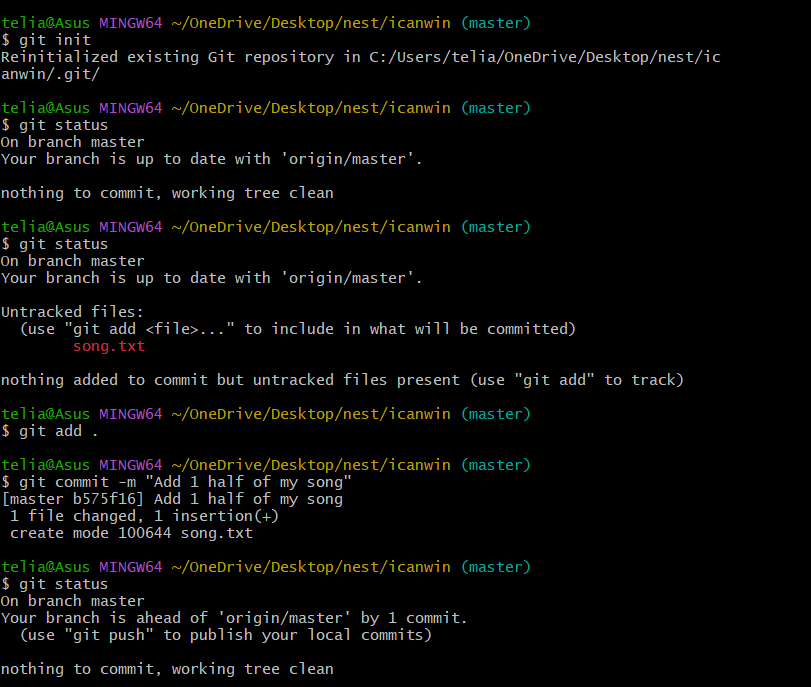 telia@Asus MINGW64 ~/OneDrive/Desktop/nest/icanwin (master)
$ git init
Reinitialized existing Git repository in C:/Users/telia/OneDrive/Desktop/nest/ic
anwin/.git/

telia@Asus MINGW64 ~/OneDrive/Desktop/nest/icanwin (master)
$ git status
On branch master
Your branch is up to date with 'origin/master'.

nothing to commit, working tree clean

telia@Asus MINGW64 ~/OneDrive/Desktop/nest/icanwin (master)
$ git status
On branch master
Your branch is up to date with 'origin/master'.

Untracked files:
  (use "git add <file>..." to include in what will be committed)
        song.txt

nothing added to commit but untracked files present (use "git add" to track)

telia@Asus MINGW64 ~/OneDrive/Desktop/nest/icanwin (master)
$ git add .

telia@Asus MINGW64 ~/OneDrive/Desktop/nest/icanwin (master)
$ git commit -m "Add 1 half of my song"
[master b575f16] Add 1 half of my song
 1 file changed, 1 insertion(+)
 create mode 100644 song.txt

telia@Asus MINGW64 ~/OneDrive/Desktop/nest/icanwin (master)
$ git status
On branch master
Your branch is ahead of 'origin/master' by 1 commit.
  (use "git push" to publish your local commits)

nothing to commit, working tree clean